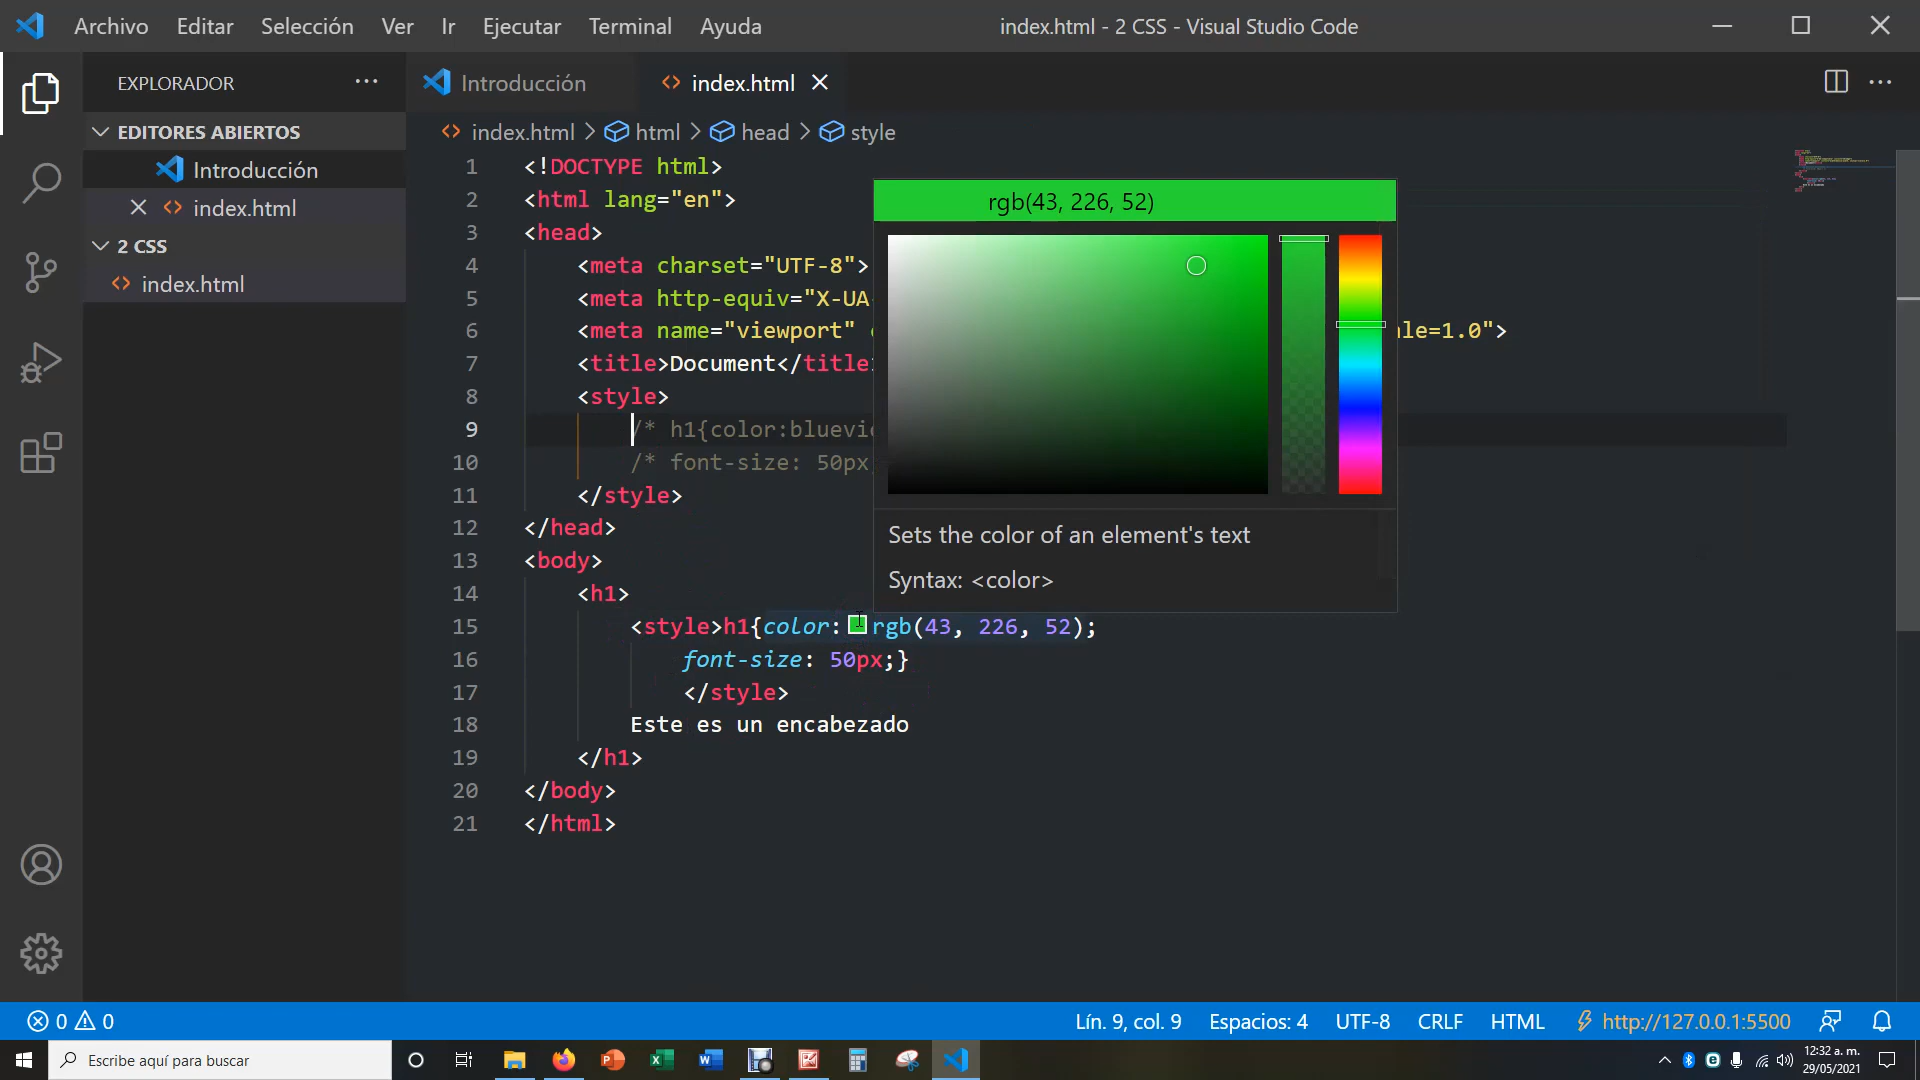 Archivo Editar Selección Ver Ir Ejecutar Terminal Ayuda index.html - 2 CSS - Visual Studio Code
EXPLORADOR
EDITORES ABIERTOS
Introducción
index.html
2 CSS
index.html
Introducción index.html
index.html > html > head > style
1 <!DOCTYPE html>
2 <html lang="en">
3 <head>
4 <meta charset="UTF-8">
5 <meta http-equiv="X-UA-
6 <meta name="viewport" ale=1.0">
7 <title>Document</title
8 <style>
9 /* h1{color:bluevio
10 /* font-size: 50px;
11 </style>
12 </head>
13 <body>
14 <h1>
15 <style>h1{color: rgb(43, 226, 52);
16 font-size: 50px;}
17 </style>
18 Este es un encabezado
19 </h1>
20 </body>
21 </html>
rgb(43, 226, 52)
Sets the color of an element's text
Syntax: <color>
0 0 Lín. 9, col. 9 Espacios: 4 UTF-8 CRLF HTML http://127.0.0.1:5500
Escribe aquí para buscar
12:32 a. m.
29/05/2021